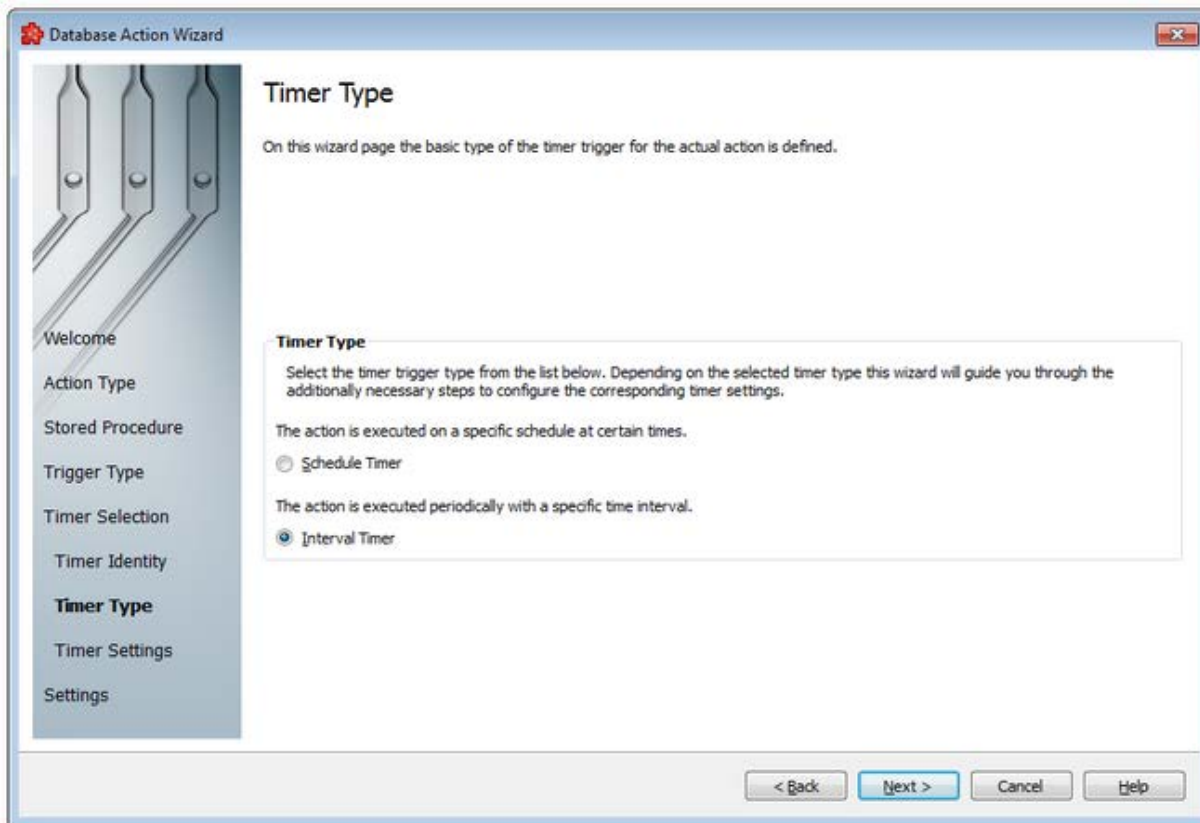 Database Action Wizard
Timer Type
On this wizard page the basic type of the timer trigger for the actual action is defined.
Welcome
Action Type
Stored Procedure
Trigger Type
Timer Selection
Timer Identity
Timer Type
Timer Settings
Settings
Timer Type
Select the timer trigger type from the list below. Depending on the selected timer type this wizard will guide you through the
additionally necessary steps to configure the corresponding timer settings.
The action is executed on a specific schedule at certain times.
Schedule Timer
The action is executed periodically with a specific time interval.
Interval Timer
< Back
Next >
Cancel
Help